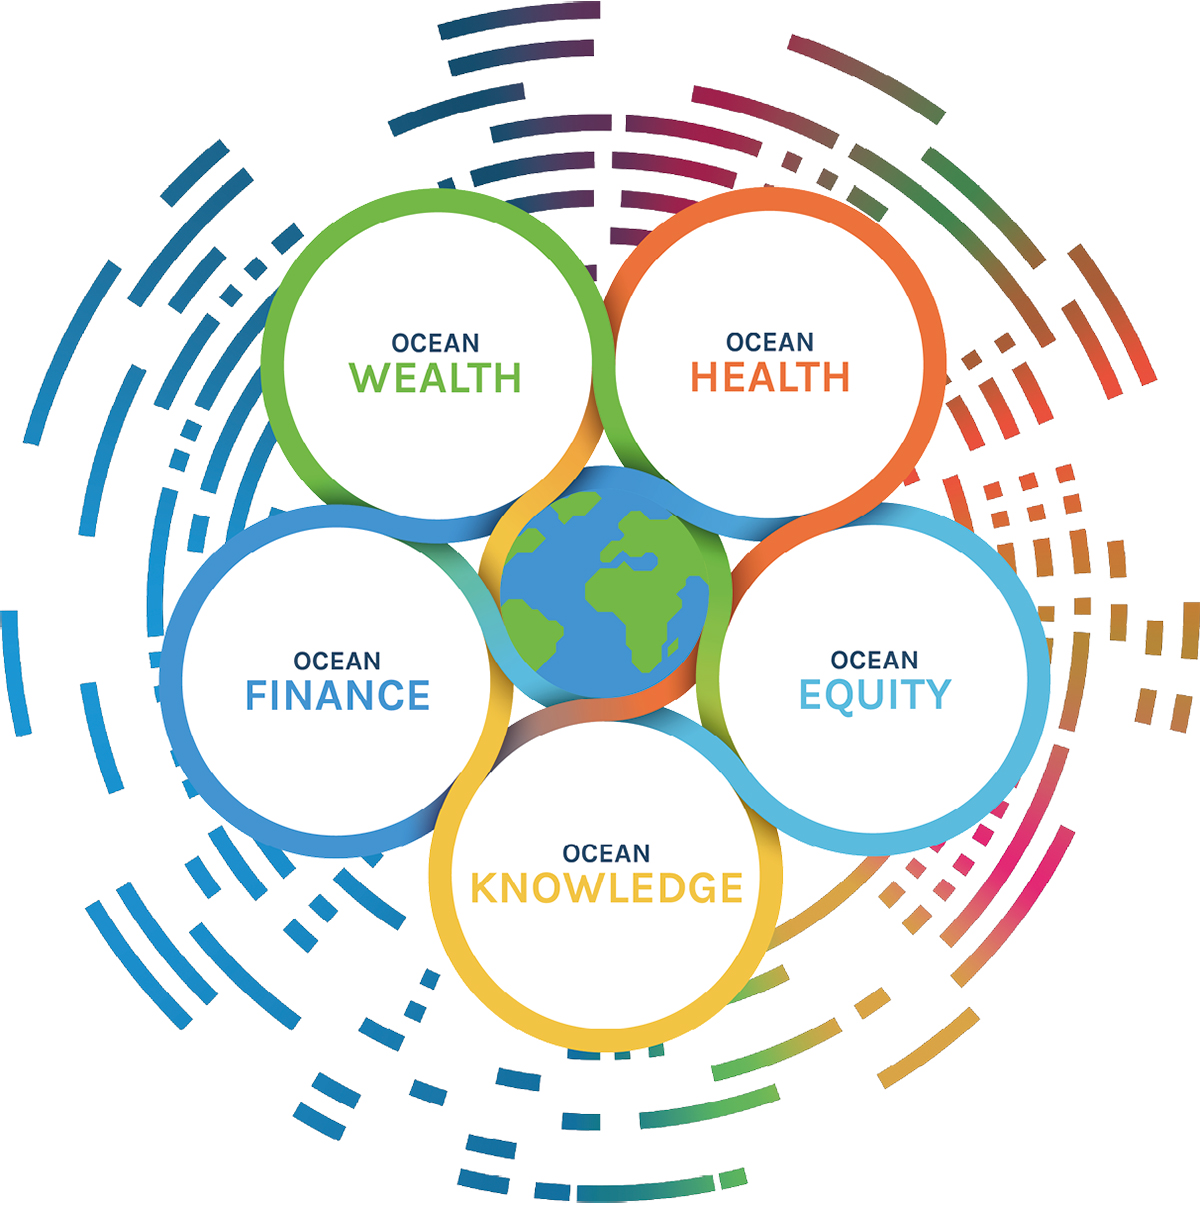 OCEAN
WEALTH
OCEAN
HEALTH
OCEAN
FINANCE
OCEAN
EQUITY
OCEAN
KNOWLEDGE